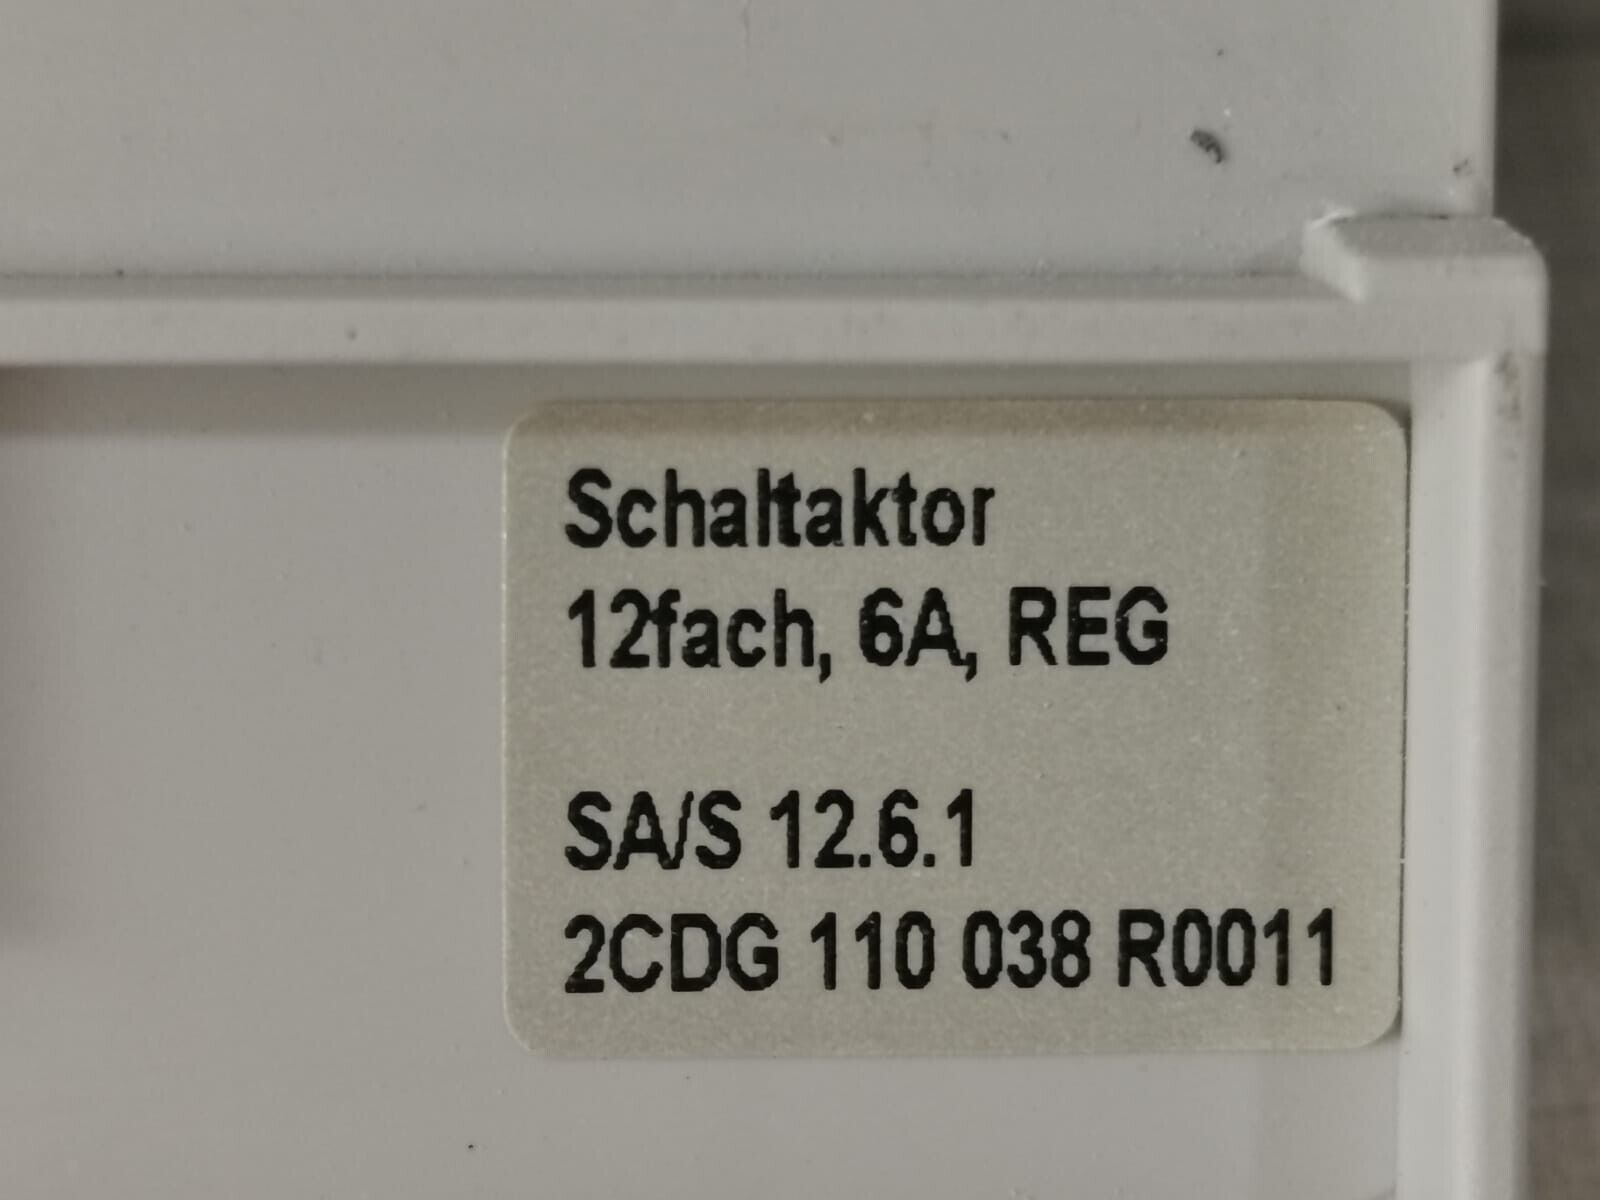 Schaltaktor
12fach, 6A, REG
SA/S 12.6.1
2CDG 110 038 R0011